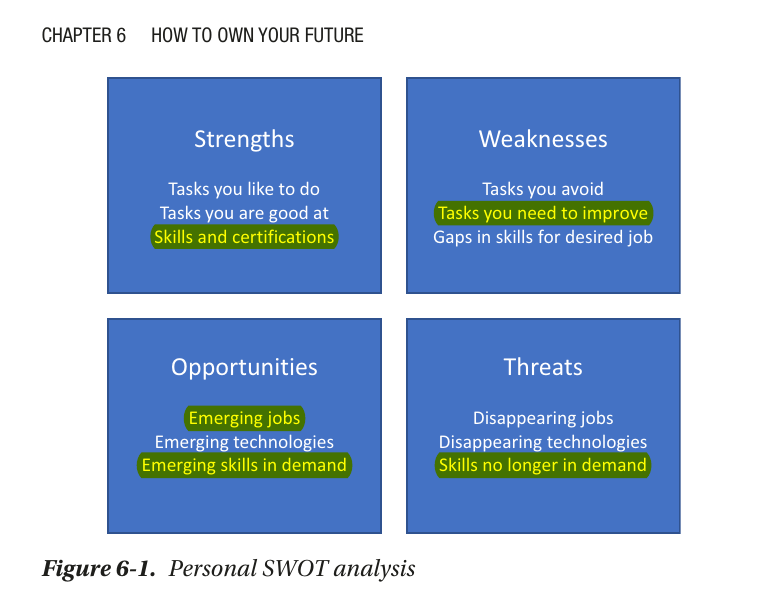 CHAPTER 6 HOW TO OWN YOUR FUTURE
Strengths
Tasks you like to do
Tasks you are good at
Skills and certifications
Weaknesses
Tasks you avoid
Tasks you need to improve
Gaps in skills for desired job
Opportunities
Emerging jobs
Emerging technologies
Emerging skills in demand
Threats
Disappearing jobs
Disappearing technologies
Skills no longer in demand
Figure 6-1. Personal SWOT analysis